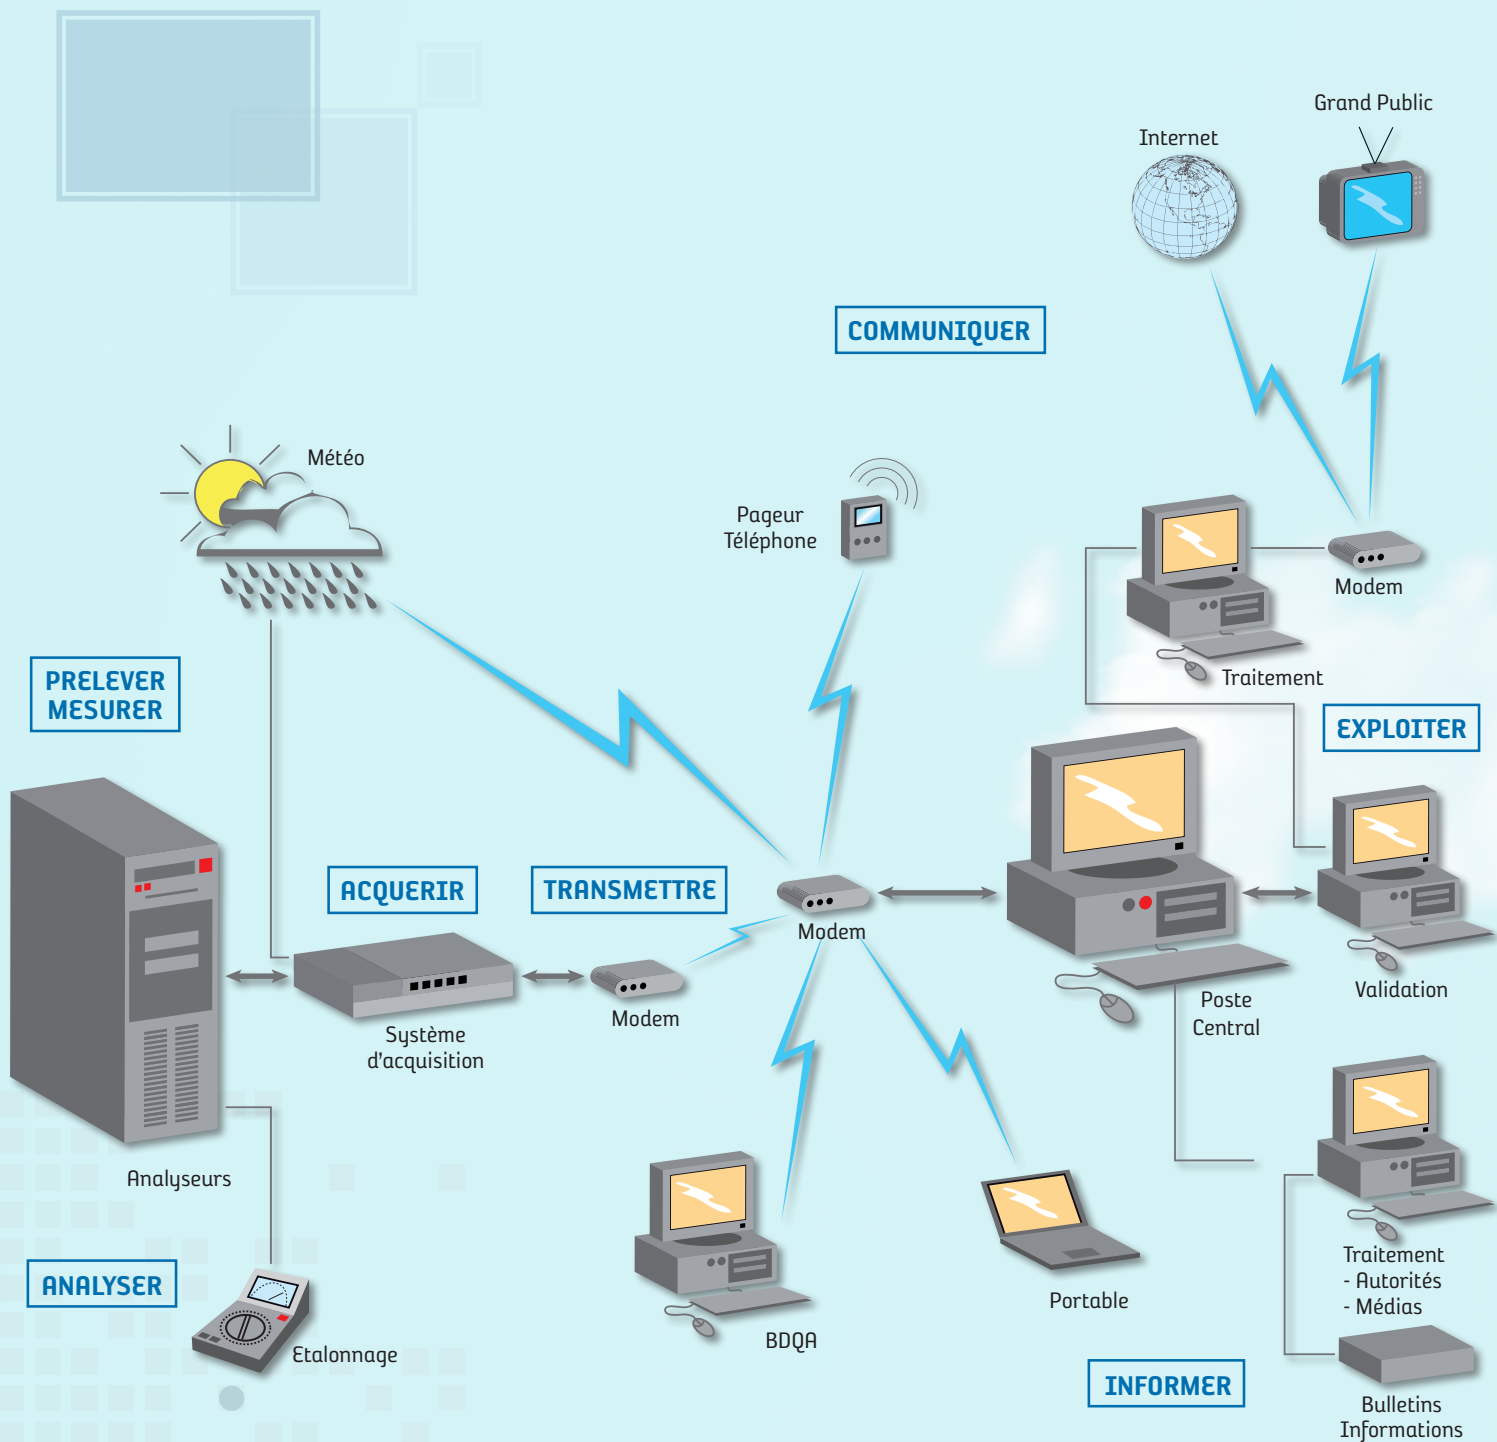 Grand Public
Internet
COMMUNIQUER
Météo
Pageur
Téléphone
Modem
Traitement
PRELEVER
MESURER
EXPLOITER
ACQUERIR
TRANSMETTRE
Modem
Validation
Poste
Central
Modem
Système
d'acquisition
Analyseurs
Traitement
- Autorités
- Médias
ANALYSER
Portable
BDQA
Etalonnage
INFORMER
Bulletins
Informations